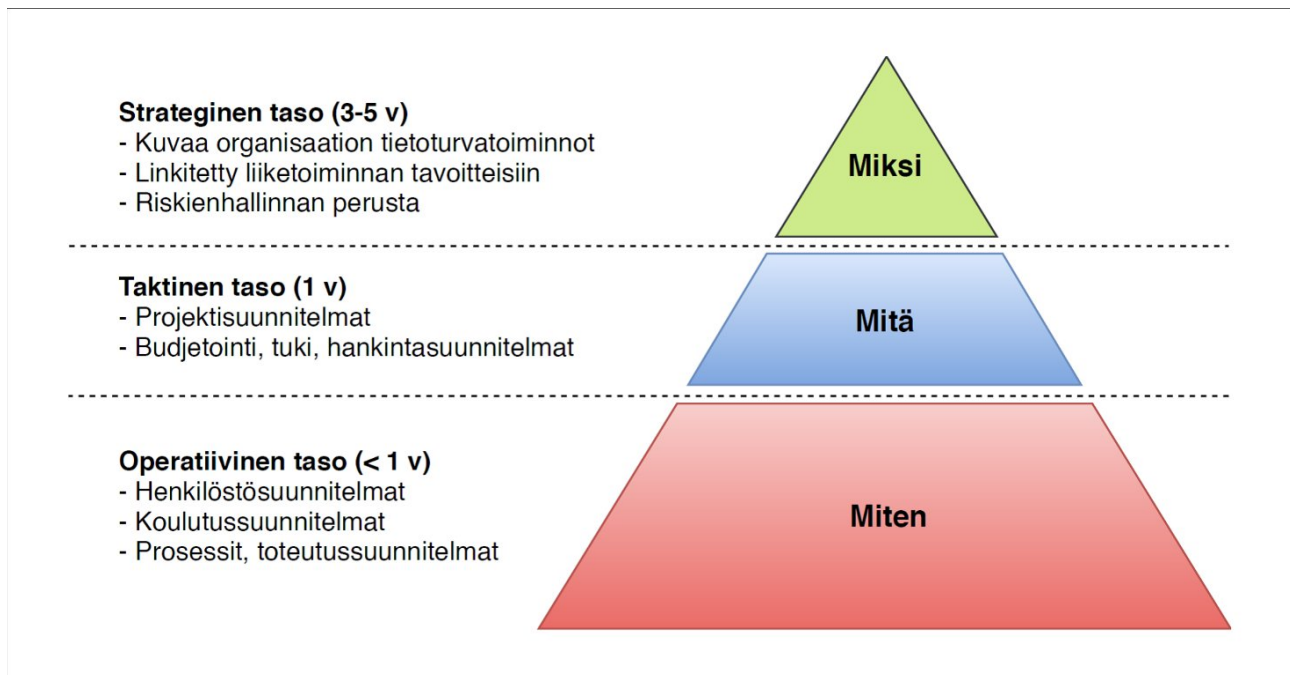 Strateginen taso (3-5 v)
- Kuvaa organisaation tietoturvatoiminnot
- Linkitetty liiketoiminnan tavoitteisiin
- Riskienhallinnan perusta
Miksi
Taktinen taso (1 v)
- Projektisuunnitelmat
- Budjetointi, tuki, hankintasuunnitelmat
Mitä
Operatiivinen taso (< 1 v)
- Henkilöstösuunnitelmat
- Koulutussuunnitelmat
- Prosessit, toteutussuunnitelmat
Miten